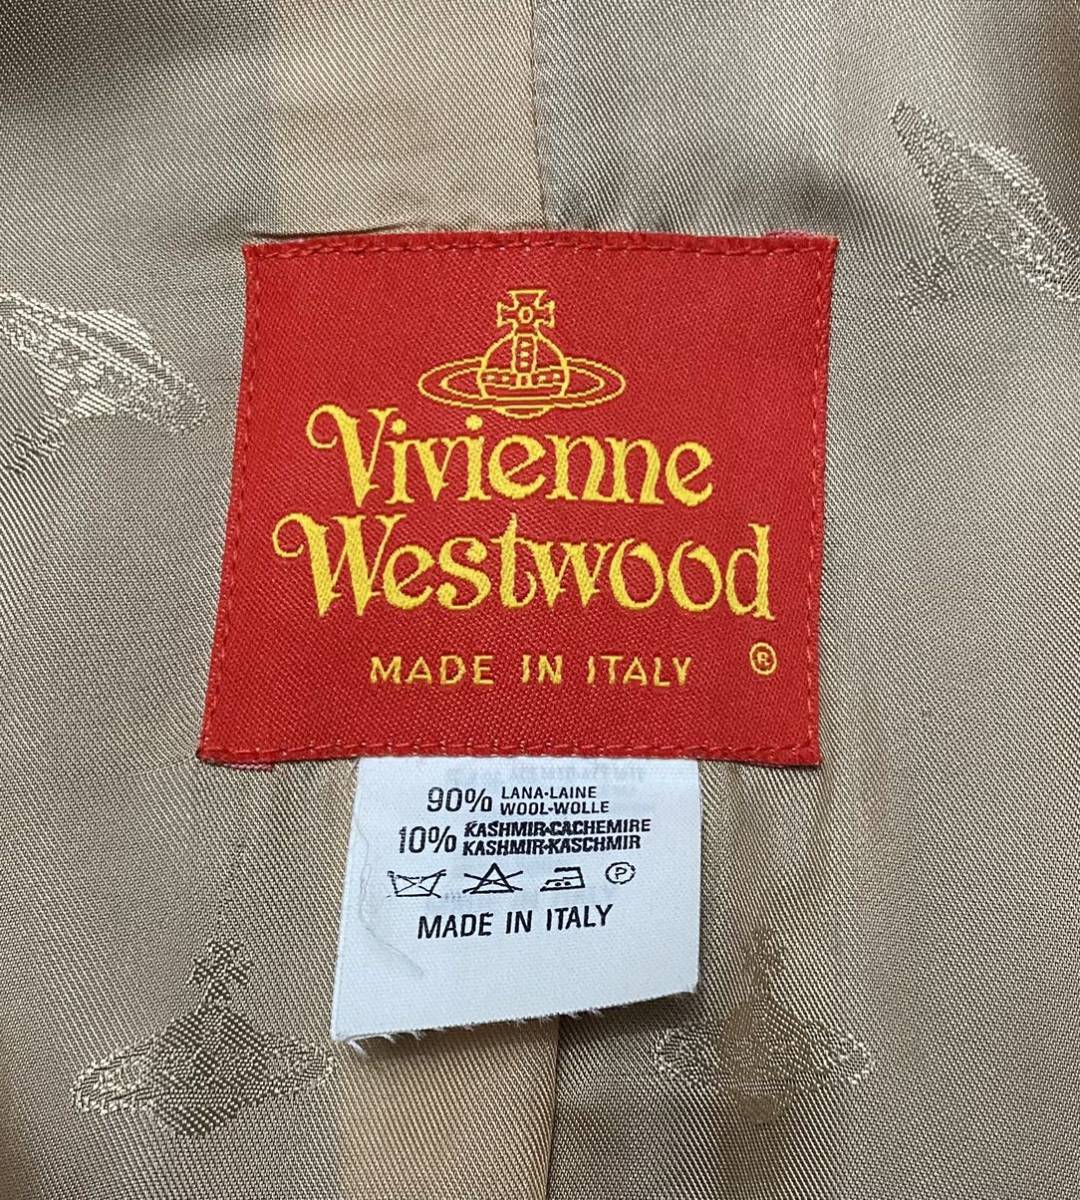 Vivienne
Westwood
MADE IN ITALY ®
90% LANA-LAINE
WOOL-WOLLE
10% KASHMIR-CACHEMIRE
KASHMIR-KASCHMIR
P
MADE IN ITALY